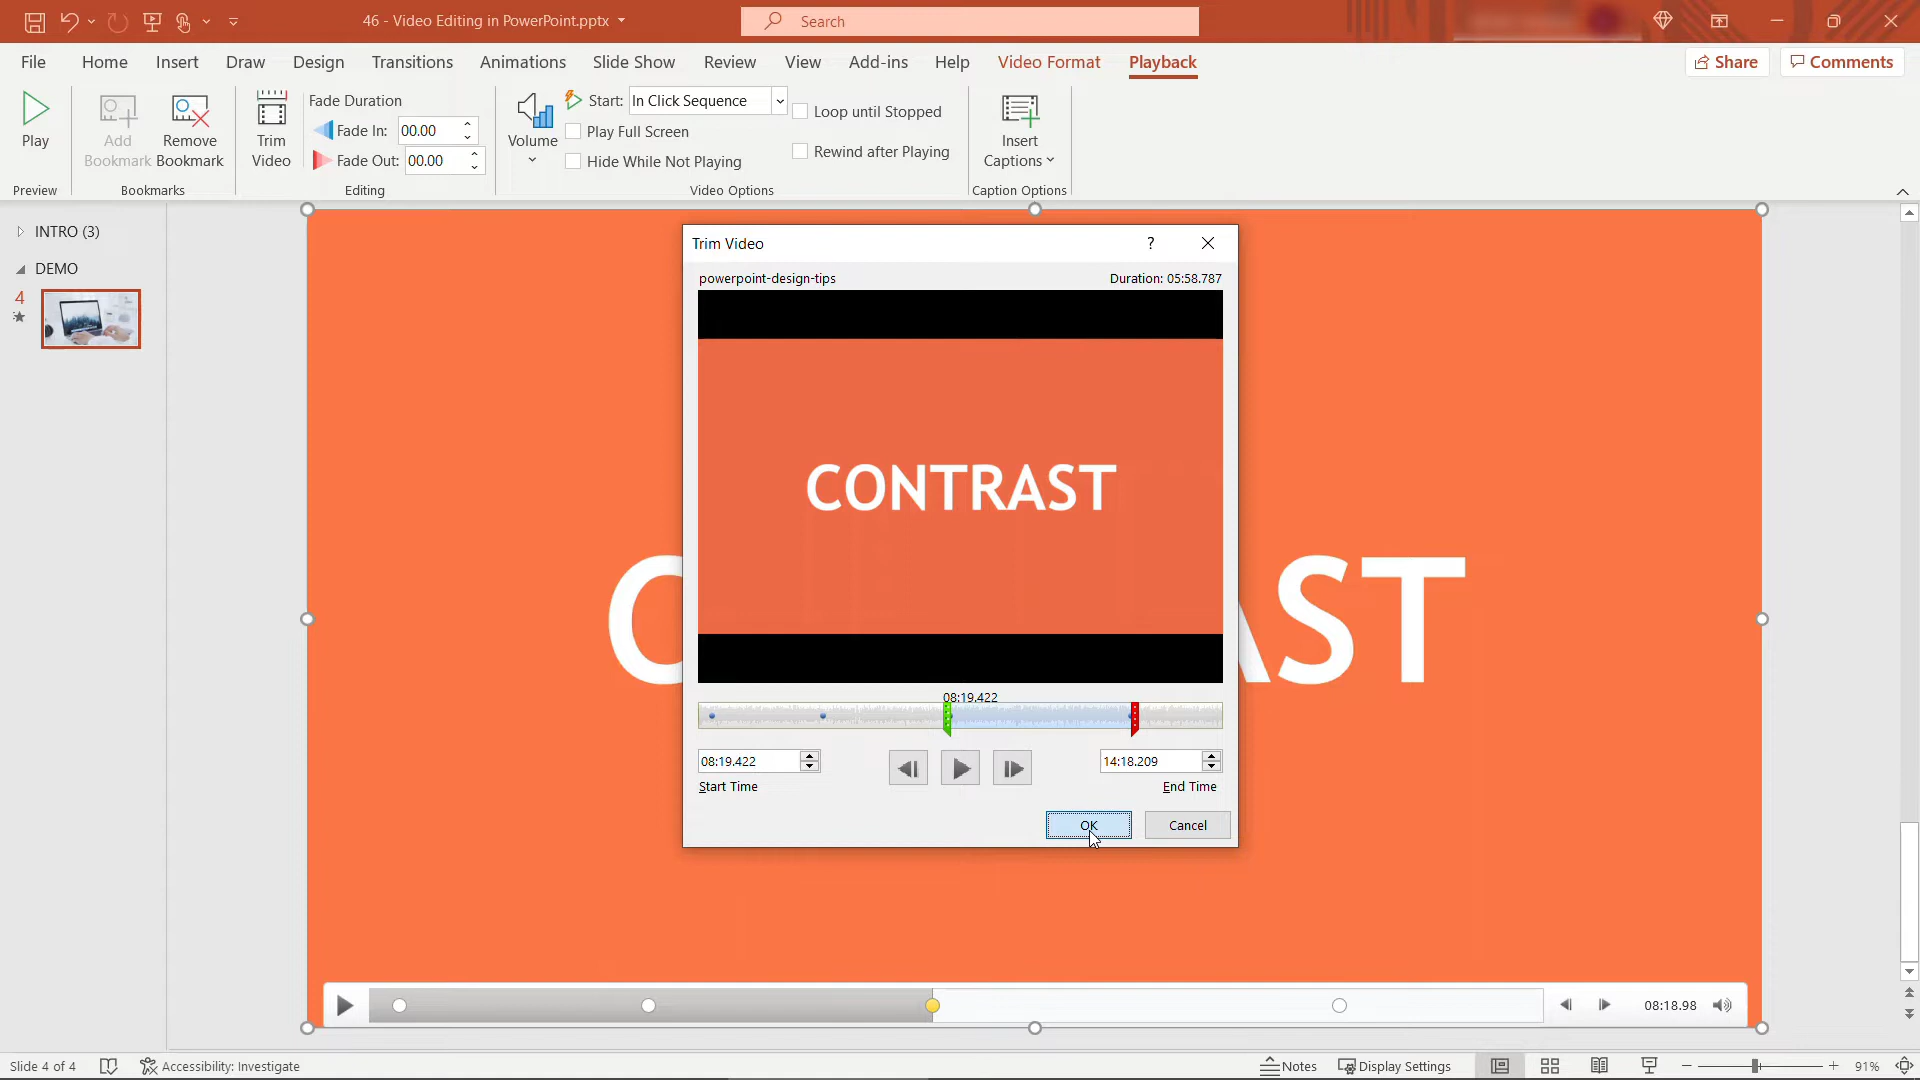 46 - Video Editing in PowerPoint.pptx
Search
File Home Insert Draw Design Transitions Animations Slide Show Review View Add-ins Help Video Format Playback
Share
Comments
Play
Preview
Add
Bookmark
Remove
Bookmark
Bookmarks
Trim
Video
Fade Duration
Fade In: 00.00
Fade Out: 00.00
Editing
Volume
Start: In Click Sequence
Play Full Screen
Hide While Not Playing
Loop until Stopped
Rewind after Playing
Video Options
Insert
Captions
Caption Options
INTRO (3)
DEMO
4
Trim Video
?
powerpoint-design-tips
Duration: 05:58.787
CONTRAST
08:19.422
08:19.422
Start Time
14:18.209
End Time
OK
Cancel
C
AST
08:18.98
Slide 4 of 4
Accessibility: Investigate
Notes
Display Settings
91%